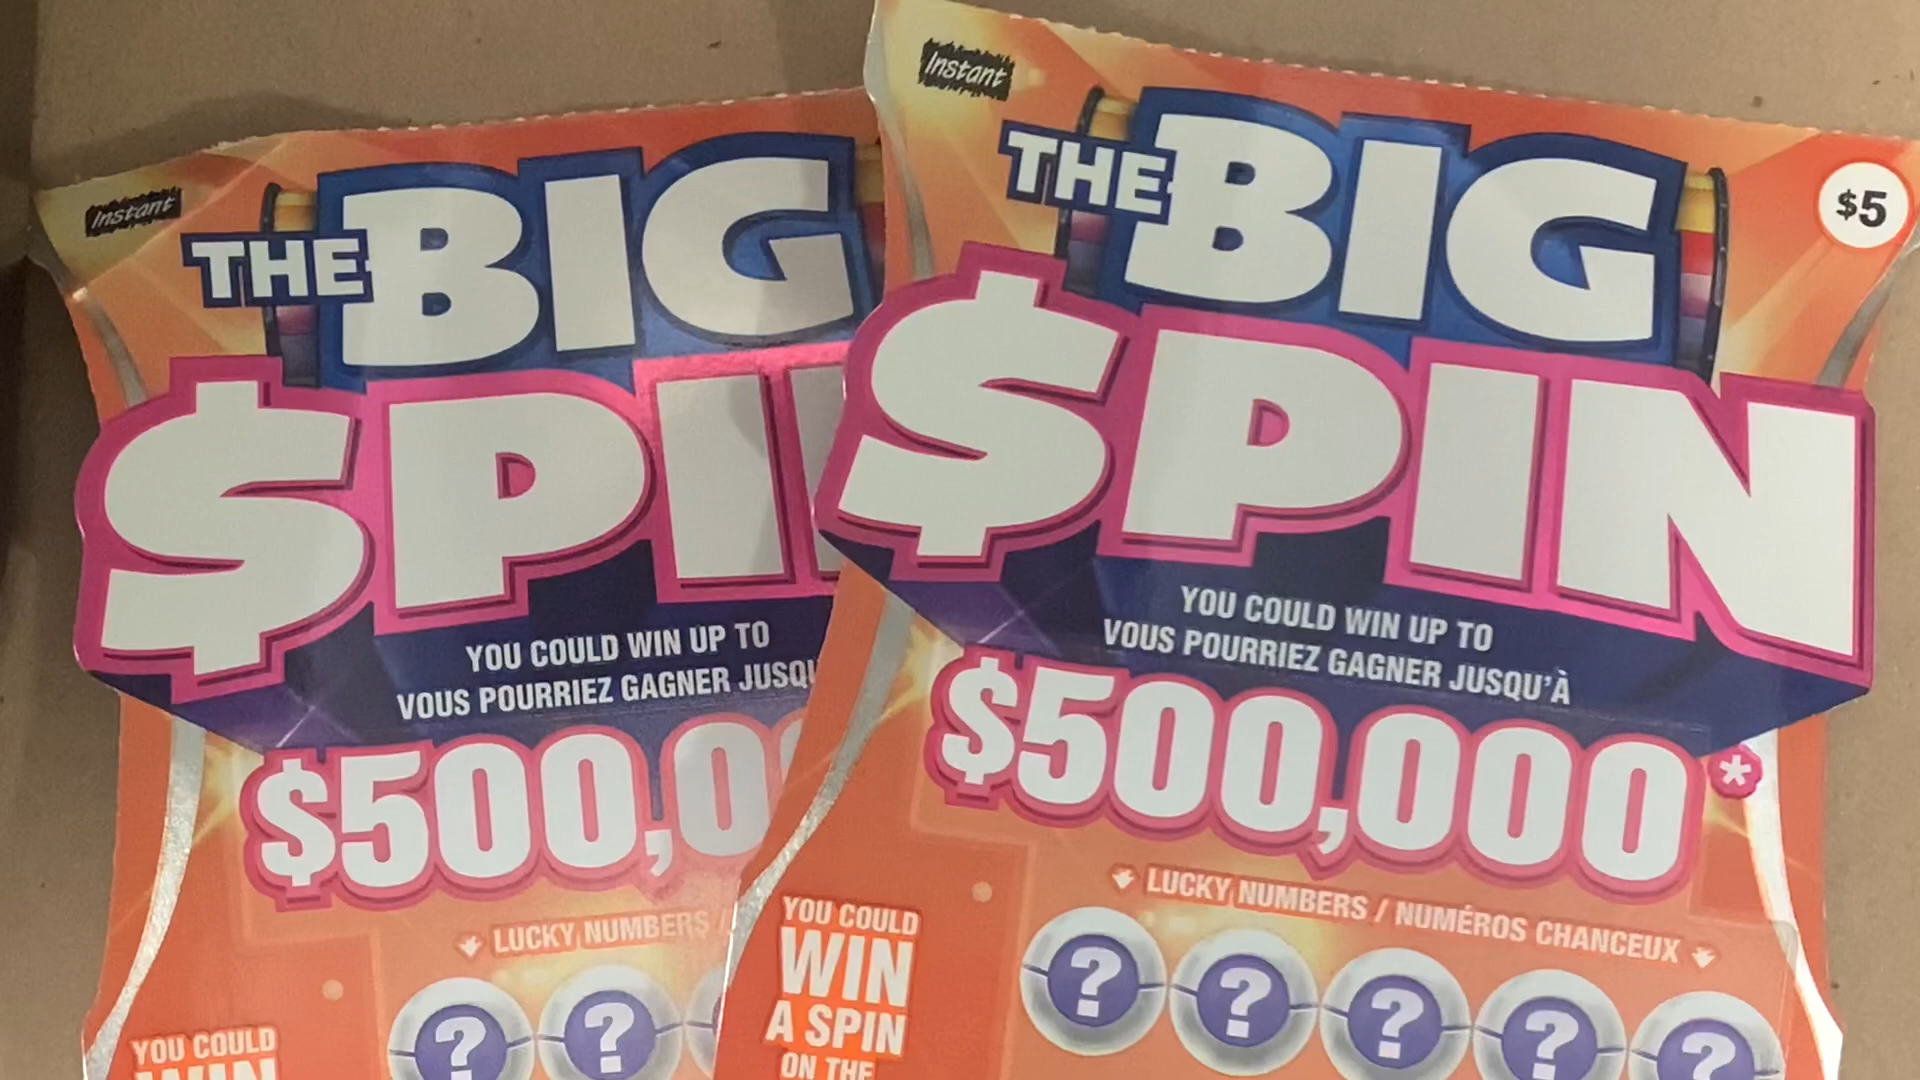 Instant
THE BIG
$PI
YOU COULD WIN UP TO
VOUS POURRIEZ GAGNER JUSQU
$500,0
LUCKY NUMBERS /
? ?
YOU COULD
WIN
Instant
THE BIG
$5
$PIN
YOU COULD WIN UP TO
VOUS POURRIEZ GAGNER JUSQU'À
$500,000*
LUCKY NUMBERS / NUMÉROS CHANCEUX
? ? ? ? ?
YOU COULD
WIN
A SPIN
ON THE